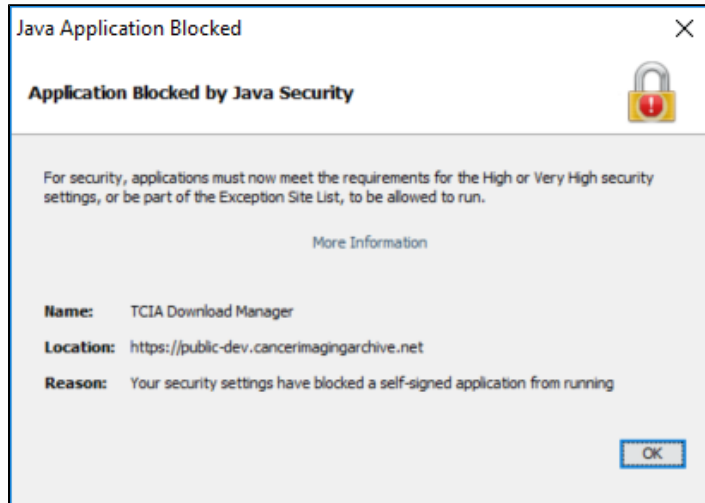 Java Application Blocked
Application Blocked by Java Security
For security, applications must now meet the requirements for the High or Very High security
settings, or be part of the Exception Site List, to be allowed to run.
More Information
Name: TCIA Download Manager
Location: https://public-dev.cancerimagingarchive.net
Reason: Your security settings have blocked a self-signed application from running
OK